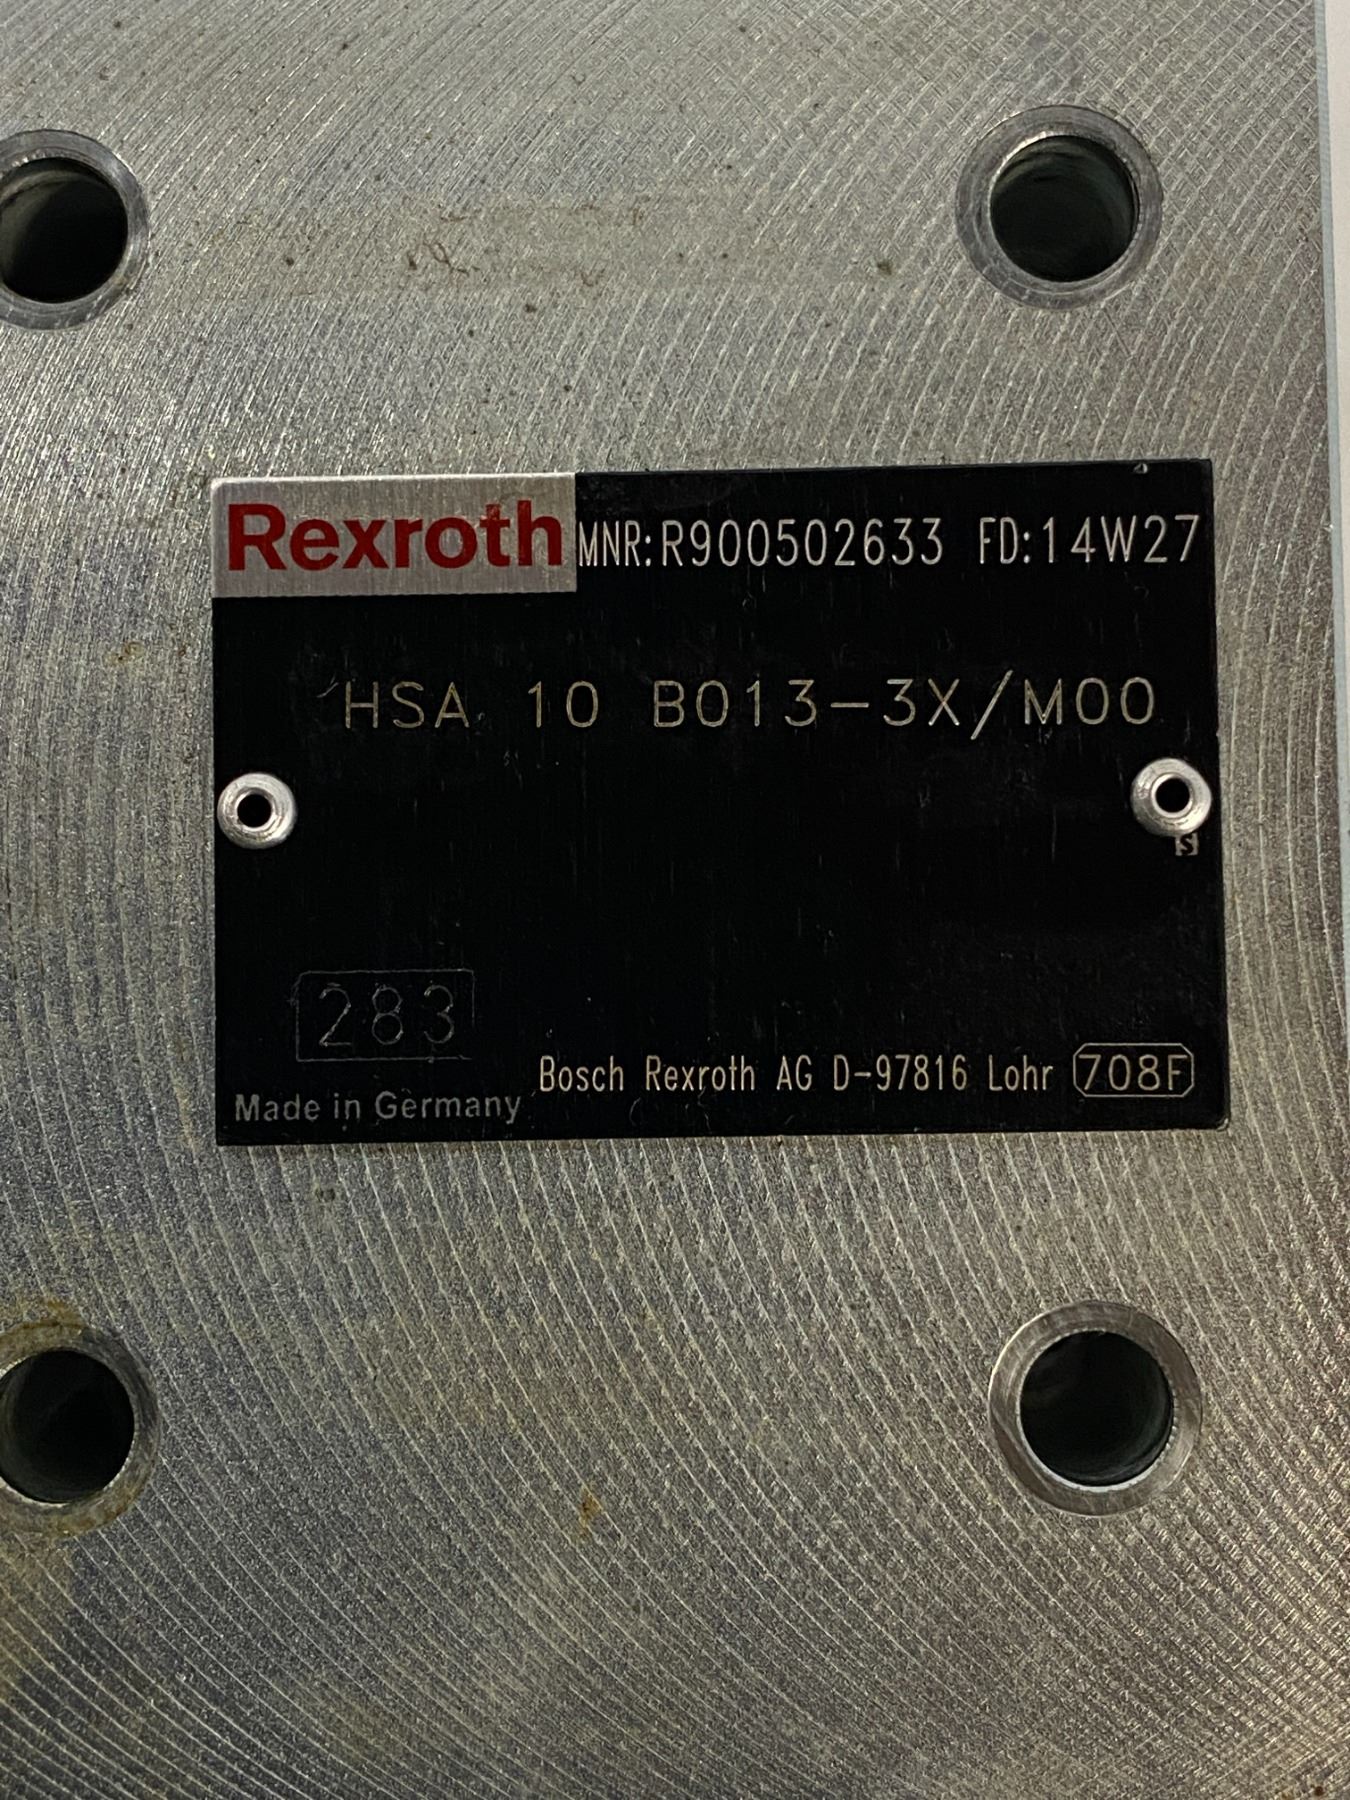 Rexroth MNR:R900502633 FD:14W27
HSA 10 B013-3X/M00
S
283
Bosch Rexroth AG D-97816 Lohr 708F
Made in Germany